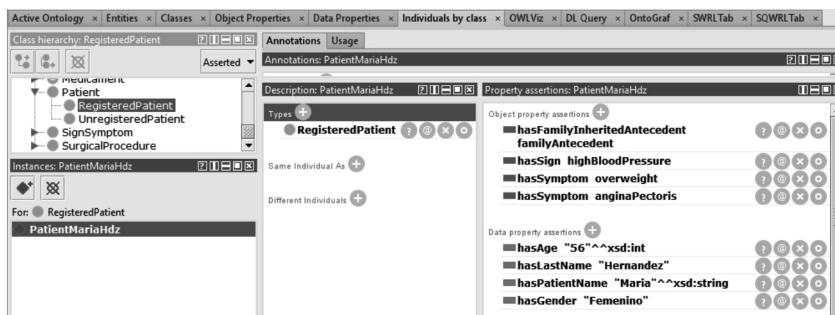 Active Ontology × Entities × Classes × Object Properties × Data Properties × Individuals by class × OWLViz × DL Query × OntoGraf × SWRLTab × SQWRLTab ×
Class hierarchy: RegisteredPatient
Asserted
Medicament
Patient
RegisteredPatient
UnregisteredPatient
SignSymptom
SurgicalProcedure
Instances: PatientMariaHdz
For: RegisteredPatient
PatientMariaHdz
Annotations Usage
Annotations: PatientMariaHdz
Description: PatientMariaHdz
Types
RegisteredPatient
Same Individual As
Different Individuals
Property assertions: PatientMariaHdz
Object property assertions
hasFamilyInheritedAntecedent
familyAntecedent
hasSign highBloodPressure
hasSymptom overweight
hasSymptom anginaPectoris
Data property assertions
hasAge "56"^^xsd:int
hasLastName "Hernandez"
hasPatientName "Maria"^^xsd:string
hasGender "Femenino"